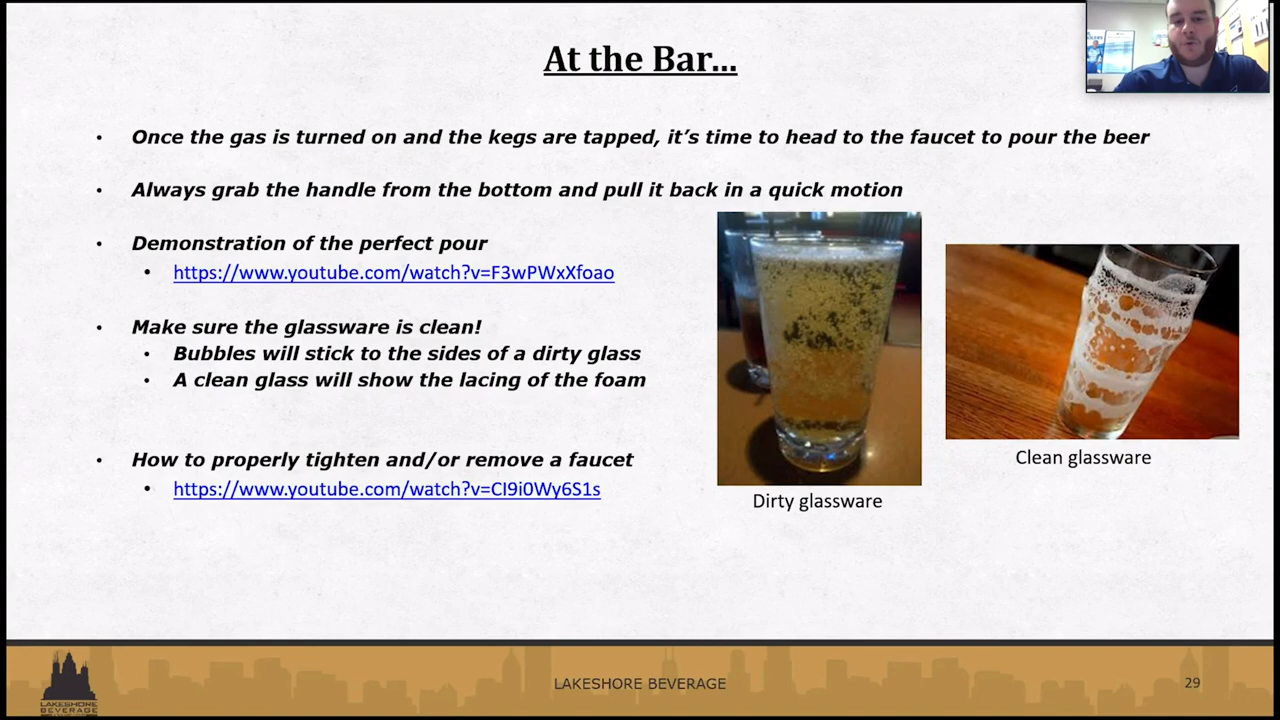 At the Bar...
• Once the gas is turned on and the kegs are tapped, it's time to head to the faucet to pour the beer
• Always grab the handle from the bottom and pull it back in a quick motion
• Demonstration of the perfect pour
• https://www.youtube.com/watch?v=F3wPWxXfoao
• Make sure the glassware is clean!
• Bubbles will stick to the sides of a dirty glass
• A clean glass will show the lacing of the foam
• How to properly tighten and/or remove a faucet
• https://www.youtube.com/watch?v=CI9i0Wy6S1s
Clean glassware
Dirty glassware
LAKESHORE
BEVERAGE
LAKESHORE BEVERAGE
29